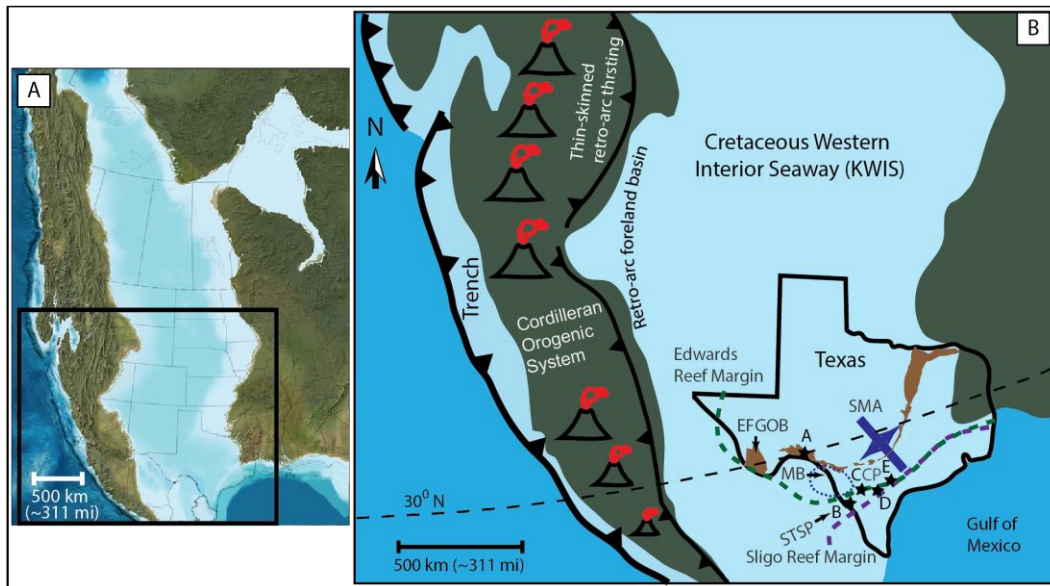 A
500 km
(~311 mi)
B
N
Thin-skinned
retro-arc thrsting
Cretaceous Western
Interior Seaway (KWIS)
Trench
Retro-arc foreland basin
Cordilleran
Orogenic
System
Edwards
Reef Margin
Texas
EFGOB
A
SMA
MB
CCP
E
B
D
30⁰ N
STSP
Sligo Reef Margin
500 km (~311 mi)
Gulf of
Mexico